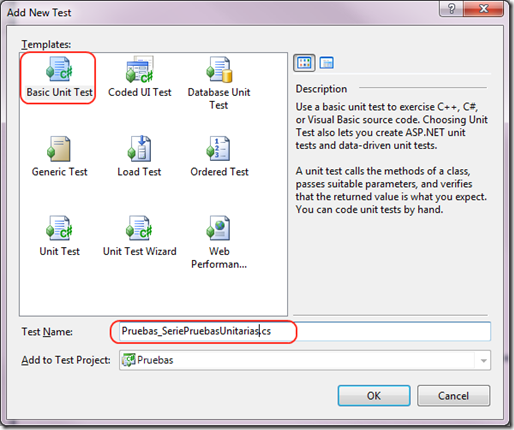 Add New Test
Templates:
Basic Unit Test
Coded UI Test
Database Unit
Test
Generic Test
Load Test
Ordered Test
Unit Test
Unit Test Wizard
Web
Performan...
Description
Use a basic unit test to exercise C++, C#,
or Visual Basic source code. Choosing Unit
Test also lets you create ASP.NET unit
tests and data-driven unit tests.
A unit test calls the methods of a class,
passes suitable parameters, and verifies
that the returned value is what you expect.
You can code unit tests by hand.
Test Name:
Pruebas_SeriePruebasUnitarias.cs
Add to Test Project:
Pruebas
OK
Cancel